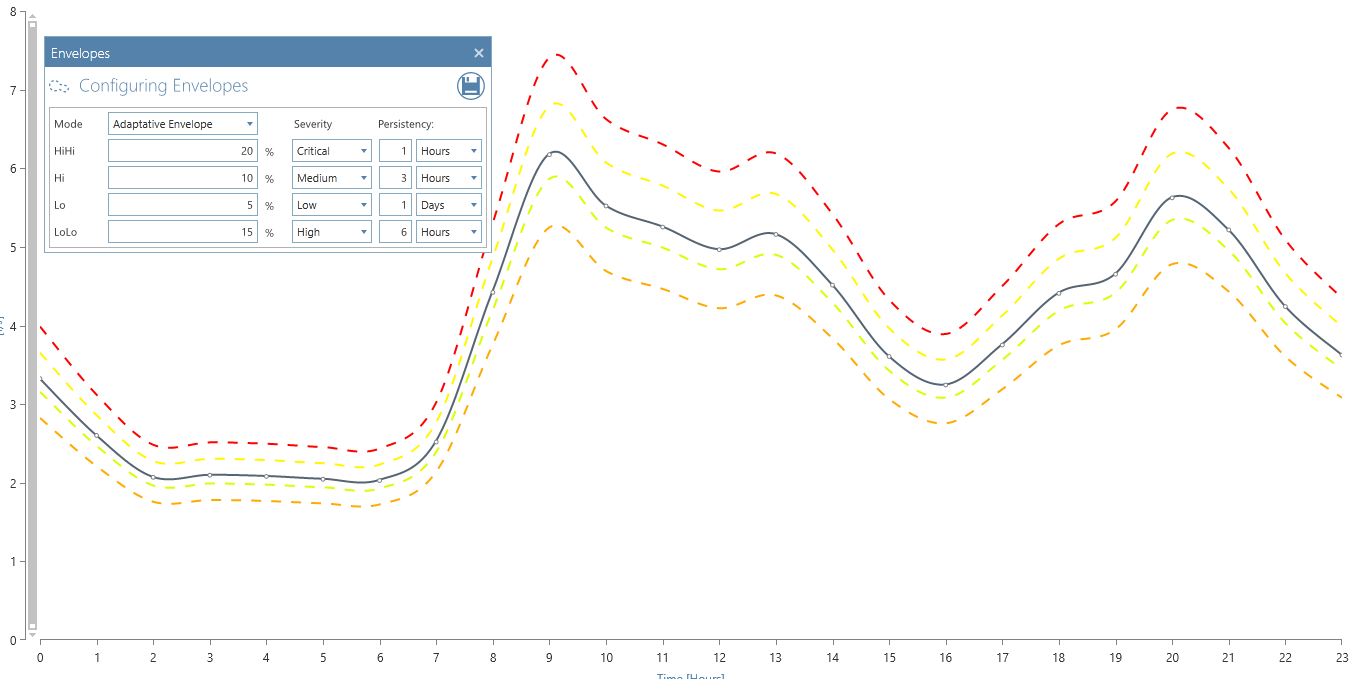 8
Envelopes
Configuring Envelopes
Mode Adaptative Envelope Severity Persistency:
HiHi 20 % Critical 1 Hours
Hi 10 % Medium 3 Hours
Lo 5 % Low 1 Days
LoLo 15 % High 6 Hours
7
6
5
4
3
2
1
0
0 1 2 3 4 5 6 7 8 9 10 11 12 13 14 15 16 17 18 19 20 21 22 23
Time [Hours]